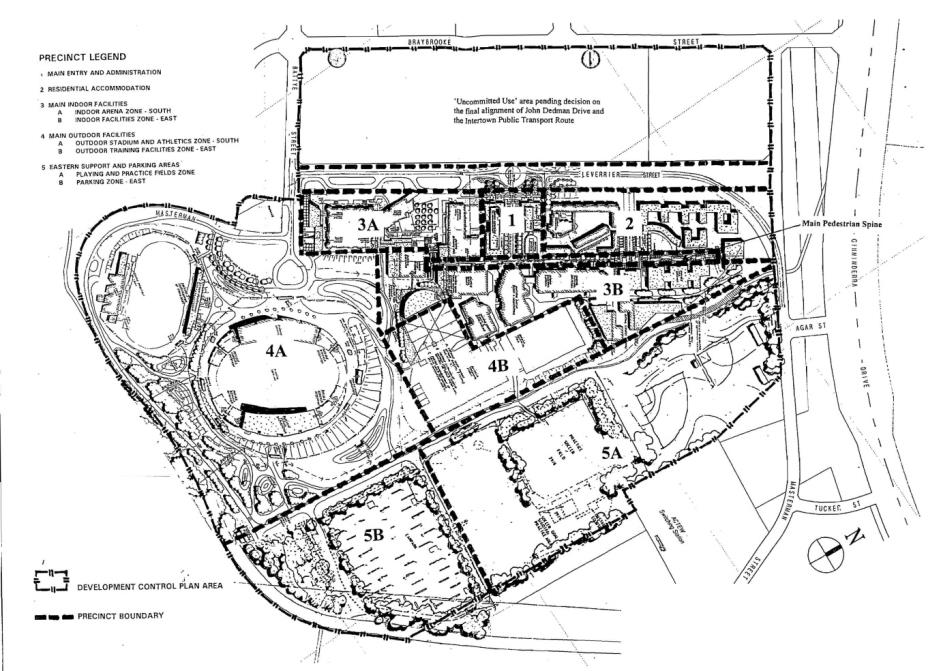 BRAYBROOKE STREET
PRECINCT LEGEND
1 MAIN ENTRY AND ADMINISTRATION
2 RESIDENTIAL ACCOMMODATION
3 MAIN INDOOR FACILITIES
A INDOOR ARENA ZONE - SOUTH
B INDOOR FACILITIES ZONE - EAST
4 MAIN OUTDOOR FACILITIES
A OUTDOOR STADIUM AND ATHLETICS ZONE - SOUTH
B OUTDOOR TRAINING FACILITIES ZONE - EAST
5 EASTERN SUPPORT AND PARKING AREAS
A PLAYING AND PRACTICE FIELDS ZONE
B PARKING ZONE - EAST
STREET
'Uncommitted Use' area pending decision on
the final alignment of John Dedman Drive and
the Intertown Public Transport Route
LEVERRIER STREET
MASTERMAN
3A
1
2
Main Pedestrian Spine
3B
GINNINDERRA DRIVE
AGAR ST
4A
4B
5A
5B
MASTERMAN STREET
TUCKER ST
ACTEW
Switching Station
N
DEVELOPMENT CONTROL PLAN AREA
PRECINCT BOUNDARY